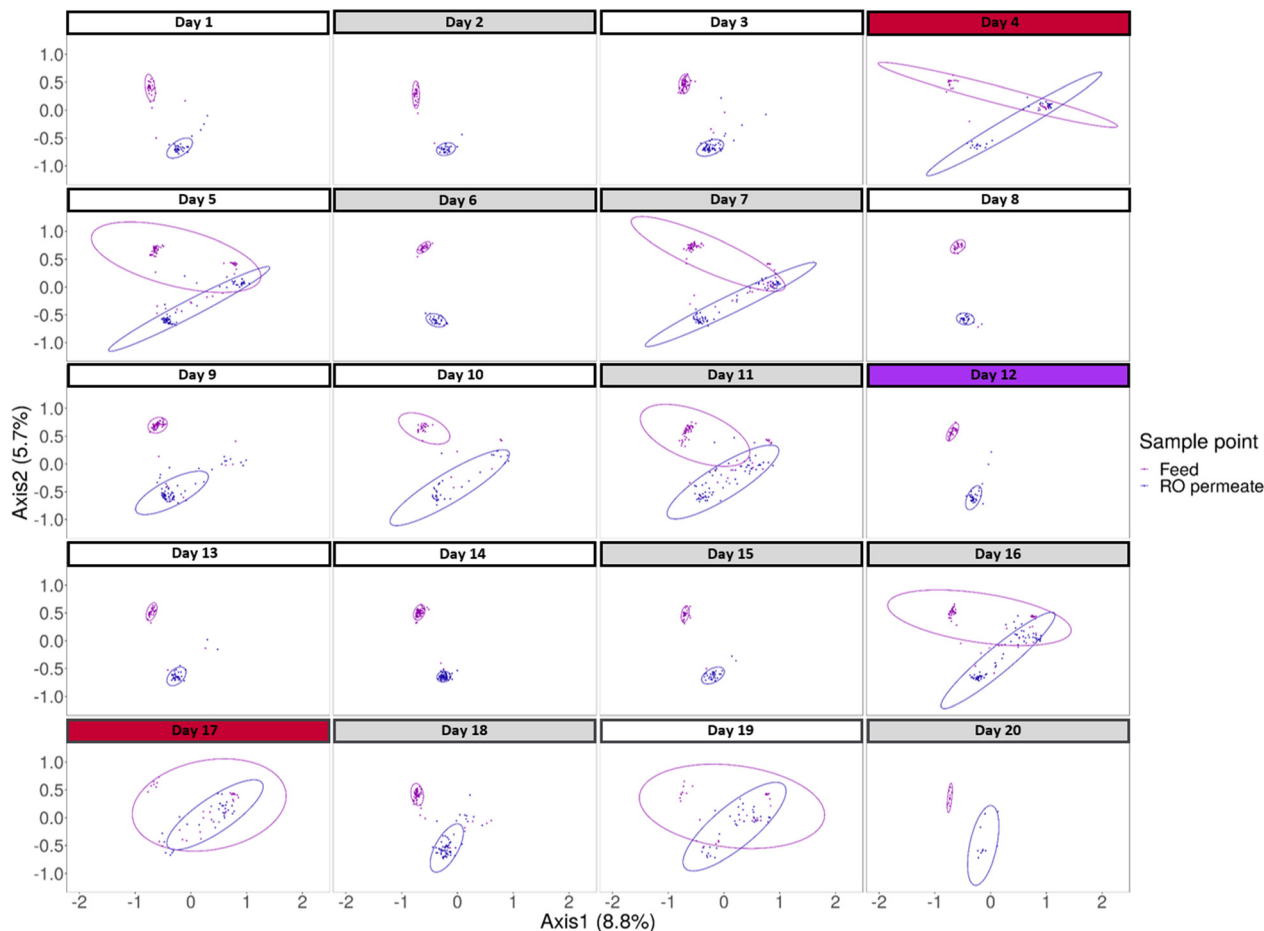 Day 1 Day 2 Day 3 Day 4
1.0
0.5
0.0
-0.5
-1.0
Day 5 Day 6 Day 7 Day 8
1.0
0.5
0.0
-0.5
-1.0
Day 9 Day 10 Day 11 Day 12
1.0
0.5
0.0
-0.5
-1.0
Day 13 Day 14 Day 15 Day 16
1.0
0.5
0.0
-0.5
-1.0
Day 17 Day 18 Day 19 Day 20
1.0
0.5
0.0
-0.5
-1.0
-2 -1 0 1 2 -2 -1 0 1 2 -2 -1 0 1 2 -2 -1 0 1 2
Axis1 (8.8%)
Axis2 (5.7%)
Sample point
Feed
RO permeate